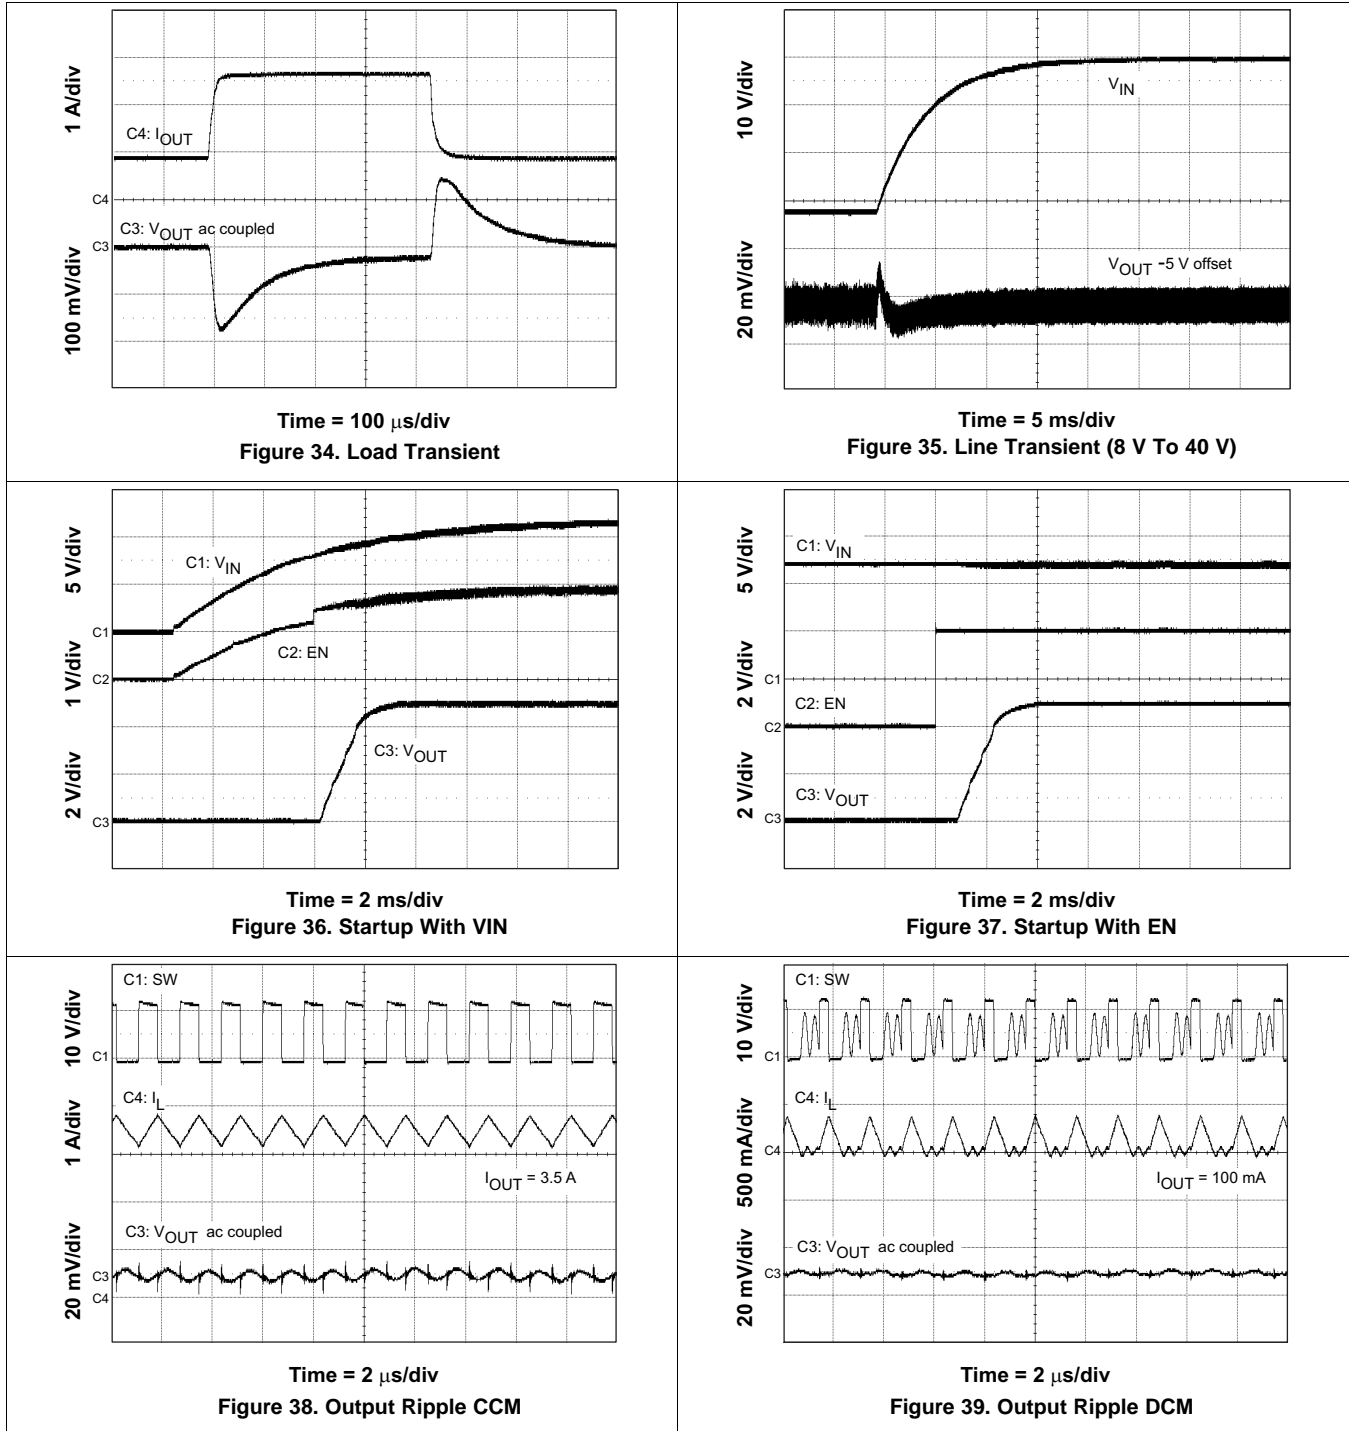 1 A/div
C4: IOUT
C4
C3: VOUT ac coupled
C3
100 mV/div
Time = 100 μs/div
Figure 34. Load Transient
10 V/div
VIN
VOUT -5 V offset
20 mV/div
Time = 5 ms/div
Figure 35. Line Transient (8 V To 40 V)
5 V/div
C1: VIN
C1
C2: EN
1 V/div
C2
C3: VOUT
2 V/div
C3
Time = 2 ms/div
Figure 36. Startup With VIN
C1: VIN
5 V/div
2 V/div
C1
C2: EN
C2
C3: VOUT
2 V/div
C3
Time = 2 ms/div
Figure 37. Startup With EN
C1: SW
10 V/div
C1
C4: IL
1 A/div
IOUT = 3.5 A
C3: VOUT ac coupled
20 mV/div
C3
C4
Time = 2 μs/div
Figure 38. Output Ripple CCM
C1: SW
10 V/div
C1
C4: IL
500 mA/div
C4
IOUT = 100 mA
C3: VOUT ac coupled
20 mV/div
C3
Time = 2 μs/div
Figure 39. Output Ripple DCM